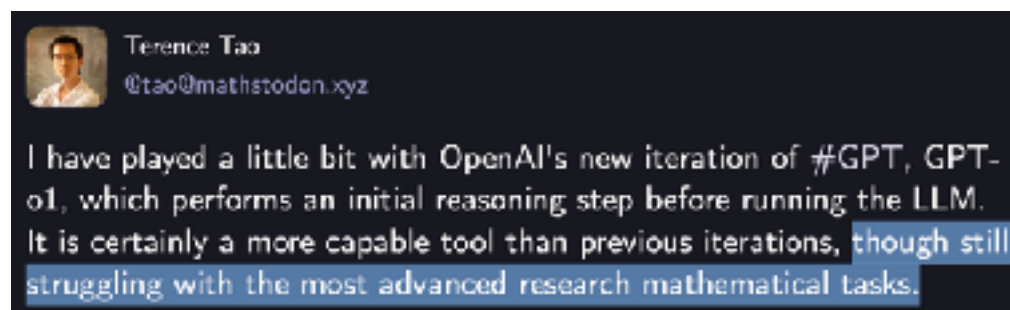 Terence Tao
@tao@mathstodon.xyz
I have played a little bit with OpenAI's new iteration of #GPT, GPT-
o1, which performs an initial reasoning step before running the LLM.
It is certainly a more capable tool than previous iterations, though still
struggling with the most advanced research mathematical tasks.